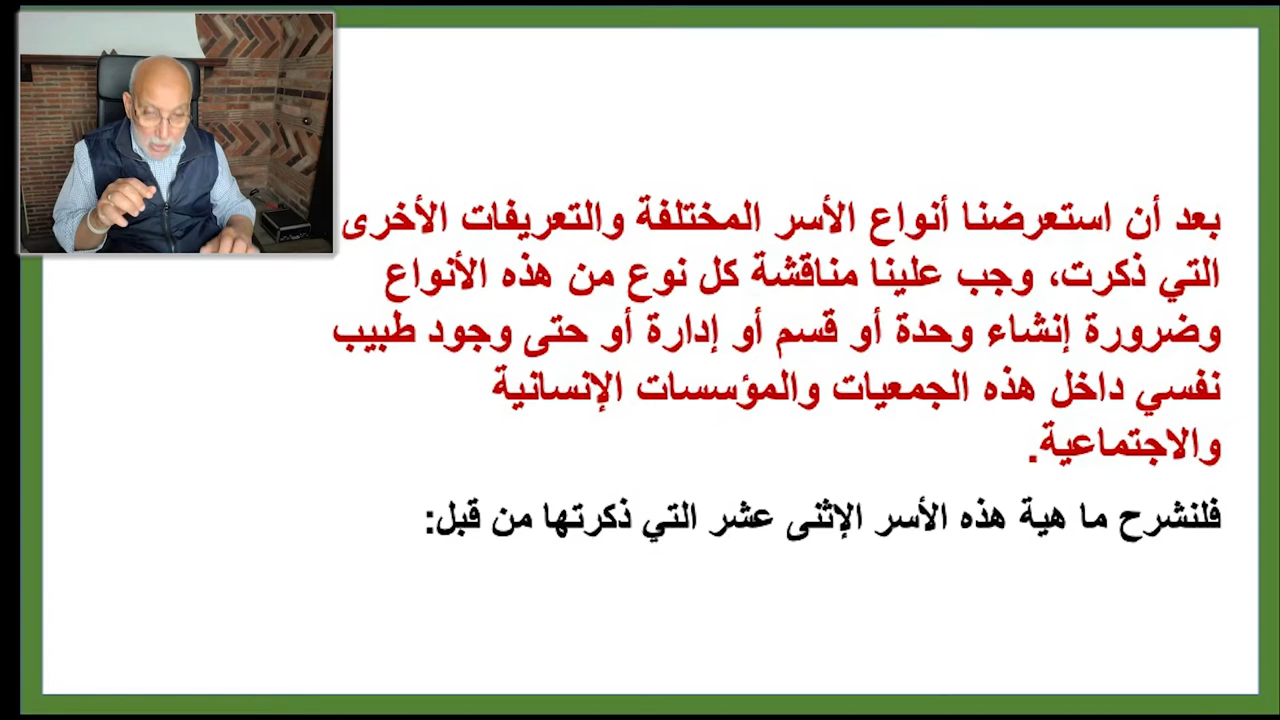 بعد أن استعرضنا أنواع الأسر المختلفة والتعريفات الأخرى
التي ذكرت، وجب علينا مناقشة كل نوع من هذه الأنواع
وضرورة إنشاء وحدة أو قسم أو إدارة أو حتى وجود طبيب
نفسي داخل هذه الجمعيات والمؤسسات الإنسانية
والاجتماعية.
فلنشرح ما هية هذه الأسر الإثنى عشر التي ذكرتها من قبل: